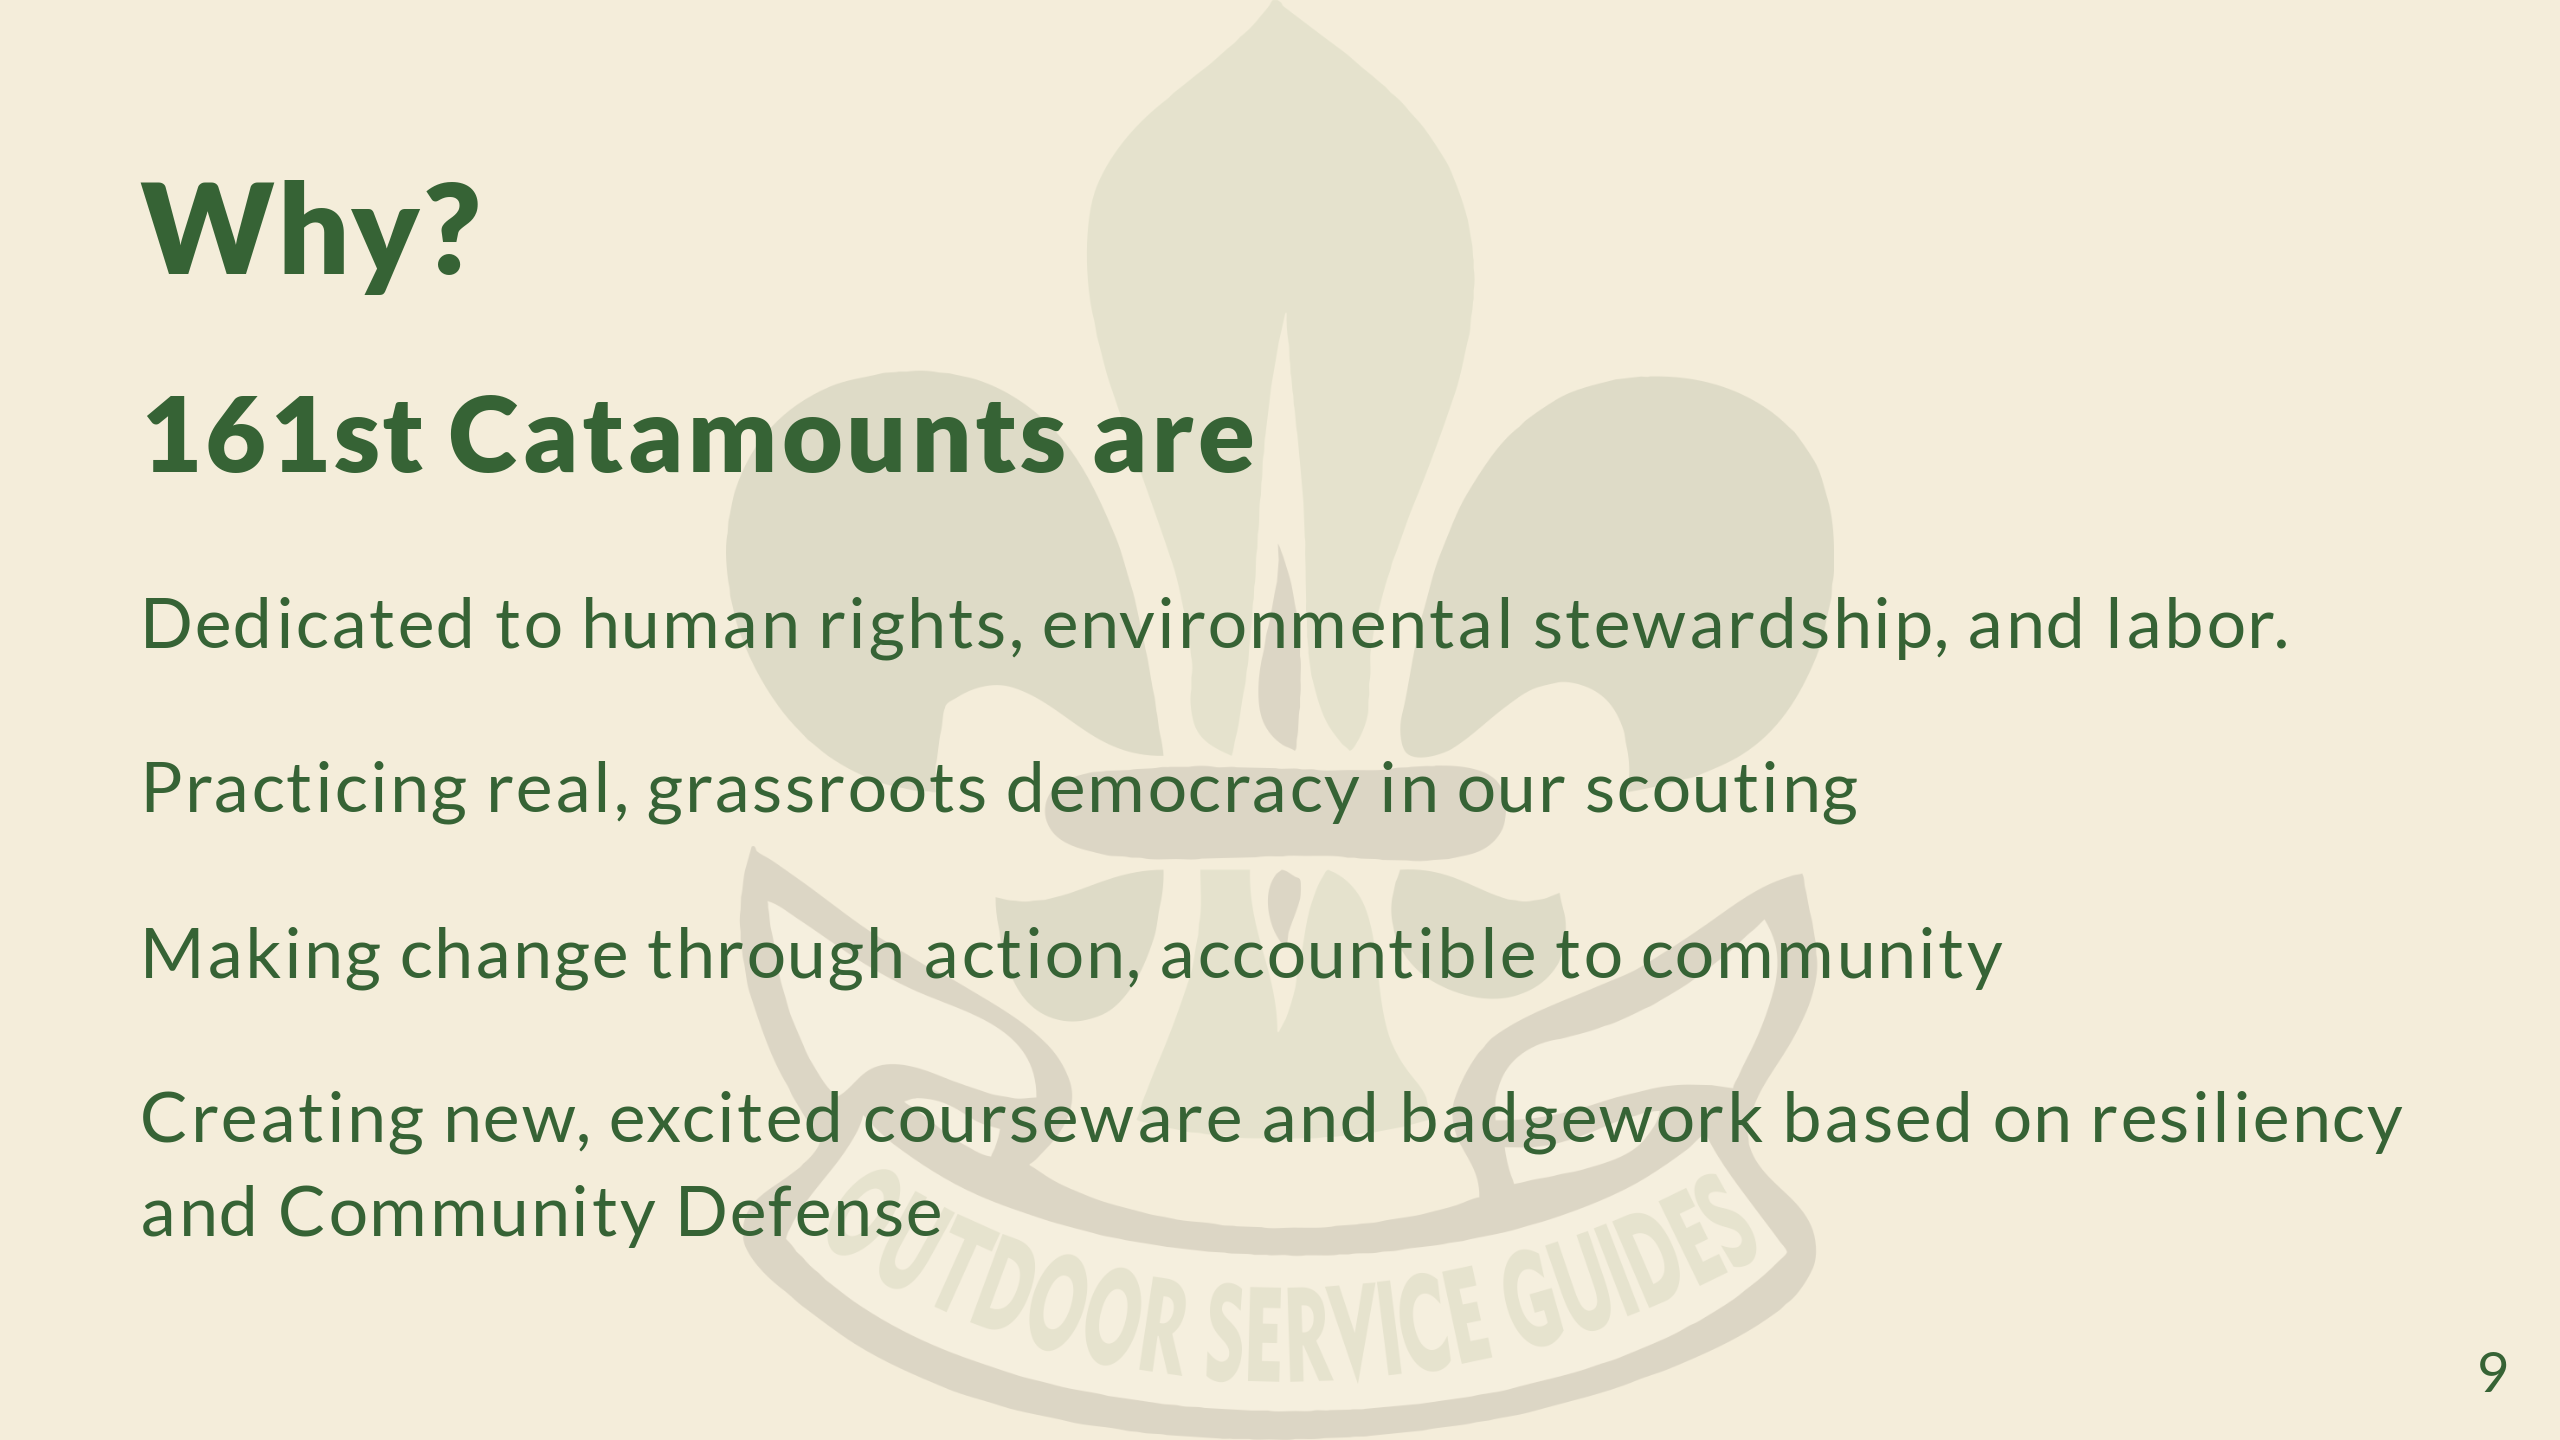 Why?
161st Catamounts are
Dedicated to human rights, environmental stewardship, and labor.
Practicing real, grassroots democracy in our scouting
Making change through action, accountible to community
Creating new, excited courseware and badgework based on resiliency
and Community Defense
OUTDOOR SERVICE GUIDES
9